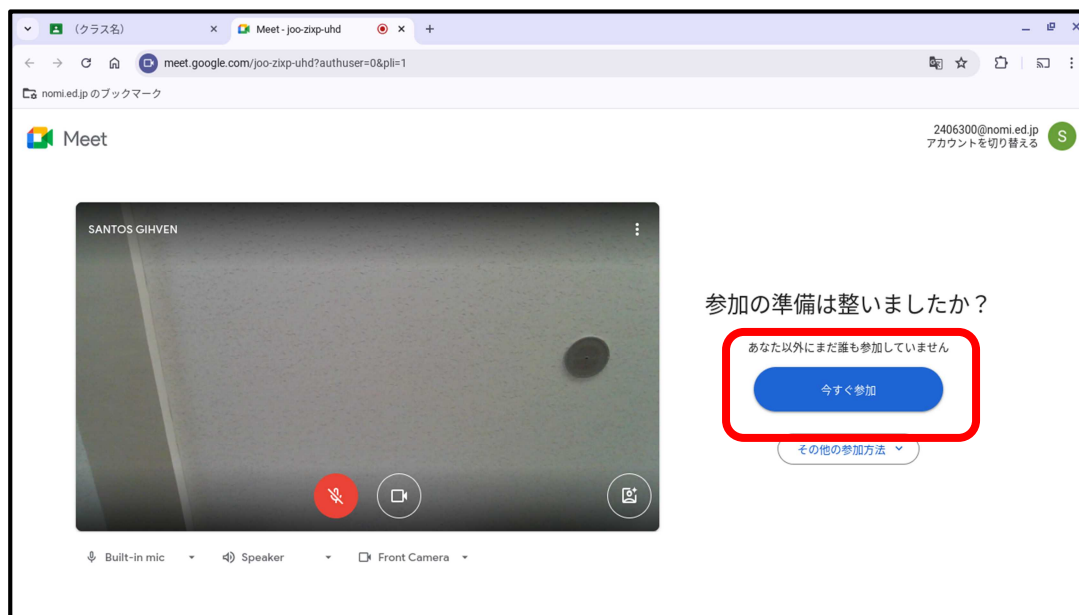 （クラス名）
Meet - joo-zixp-uhd
meet.google.com/joo-zixp-uhd?authuser=0&pli=1
nomi.ed.jp のブックマーク
Meet
2406300@nomi.ed.jp
アカウントを切り替える
S
SANTOS GIHVEN
参加の準備は整いましたか？
あなた以外にまだ誰も参加していません
今すぐ参加
その他の参加方法
Built-in mic
Speaker
Front Camera